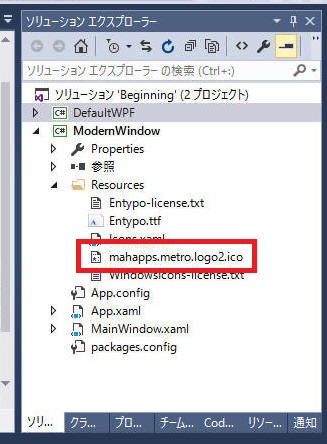 ソリューション エクスプローラー
ソリューション エクスプローラー の検索 (Ctrl+:)
ソリューション 'Beginning' (2 プロジェクト)
C# DefaultWPF
C# ModernWindow
Properties
参照
Resources
Entypo-license.txt
Entypo.ttf
Icons.xaml
mahapps.metro.logo2.ico
WindowsIcons-license.txt
App.config
App.xaml
MainWindow.xaml
packages.config
ソリ... クラ... プロ... チーム... Cod... リソー... 通知